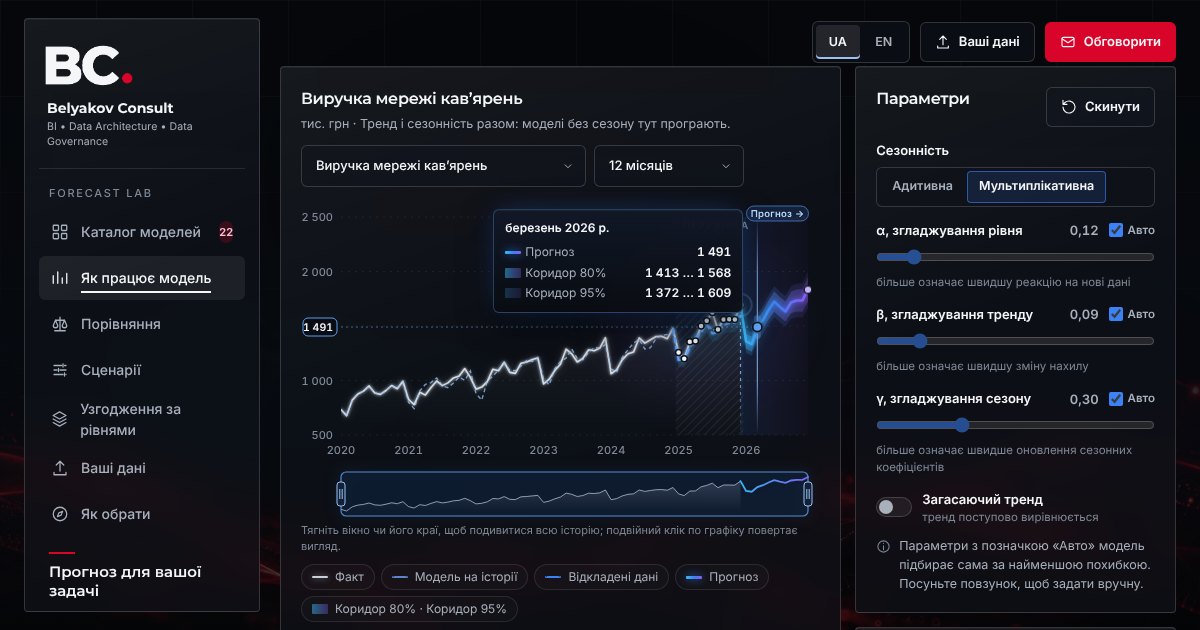 BC.
Belyakov Consult
BI • Data Architecture • Data
Governance
FORECAST LAB
Каталог моделей 22
Як працює модель
Порівняння
Сценарії
Узгодження за
рівнями
Ваші дані
Як обрати
Прогноз для вашої
задачі
UA EN Ваші дані Обговорити
Виручка мережі кав’ярень
тис. грн · Тренд і сезонність разом: моделі без сезону тут програють.
Виручка мережі кав’ярень 12 місяців
2 500
2 000
1 491
1 000
500
2020 2021 2022 2023 2024 2025 2026
Прогноз →
березень 2026 р.
Прогноз 1 491
Коридор 80% 1 413 … 1 568
Коридор 95% 1 372 … 1 609
Тягніть вікно чи його краї, щоб подивитися всю історію; подвійний клік по графіку повертає
вигляд.
Факт Модель на історії Відкладені дані Прогноз
Коридор 80% · Коридор 95%
Параметри Скинути
Сезонність
Адитивна Мультиплікативна
α, згладжування рівня 0,12 Авто
більше означає швидшу реакцію на нові дані
β, згладжування тренду 0,09 Авто
більше означає швидшу зміну нахилу
γ, згладжування сезону 0,30 Авто
більше означає швидше оновлення сезонних
коефіцієнтів
Загасаючий тренд
тренд поступово вирівнюється
Параметри з позначкою «Авто» модель
підбирає сама за найменшою похибкою.
Посуньте повзунок, щоб задати вручну.